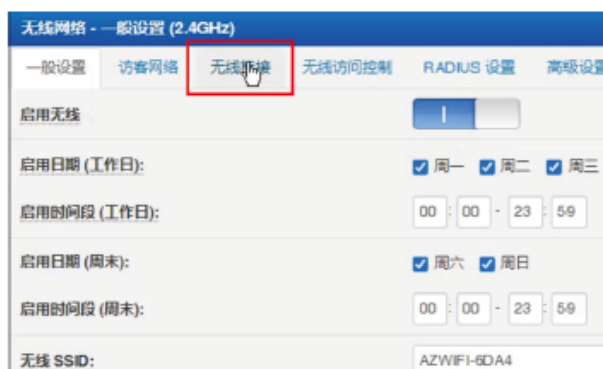 无线网络 - 一般设置 (2.4GHz)
一般设置 访客网络 无线桥接 无线访问控制 RADIUS 设置 高级设置
启用无线
启用日期 (工作日): 周一 周二 周三
启用时间段 (工作日): 00 : 00 - 23 : 59
启用日期 (周末): 周六 周日
启用时间段 (周末): 00 : 00 - 23 : 59
无线 SSID: AZWIFI-6DA4